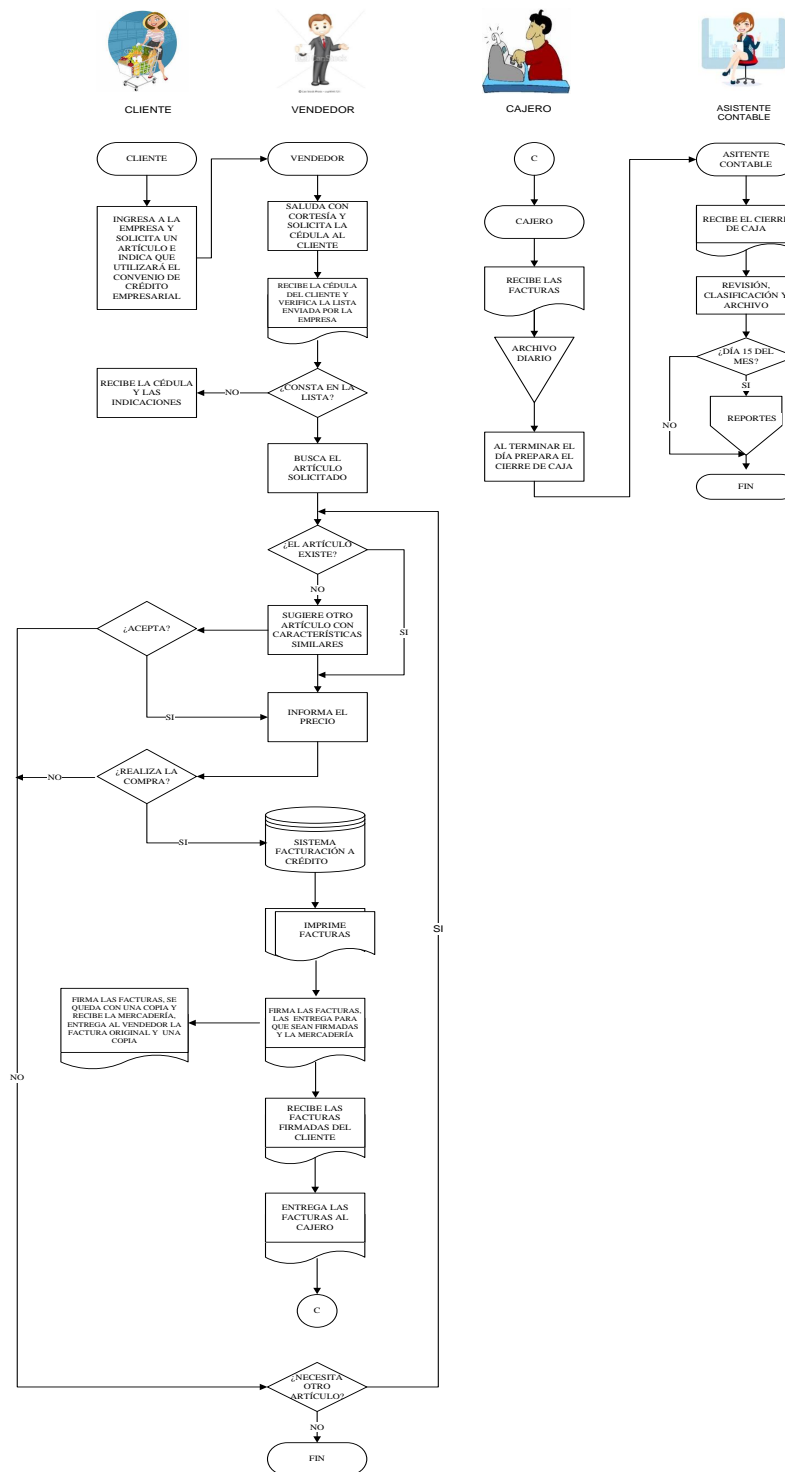 CLIENTE
VENDEDOR
CAJERO
ASISTENTE
CONTABLE
CLIENTE
INGRESA A LA
EMPRESA Y
SOLICITA UN
ARTÍCULO E
INDICA QUE
UTILIZARÁ EL
CONVENIO DE
CRÉDITO
EMPRESARIAL
VENDEDOR
SALUDA CON
CORTESÍA Y
SOLICITA LA
CÉDULA AL
CLIENTE
RECIBE LA CÉDULA
DEL CLIENTE Y
VERIFICA LA LISTA
ENVIADA POR LA
EMPRESA
¿CONSTA EN LA
LISTA?
NO
RECIBE LA CÉDULA
Y LAS
INDICACIONES
BUSCA EL
ARTÍCULO
SOLICITADO
¿EL ARTÍCULO
EXISTE?
NO
SI
SUGIERE OTRO
ARTÍCULO CON
CARACTERÍSTICAS
SIMILARES
¿ACEPTA?
SI
INFORMA EL
PRECIO
¿REALIZA LA
COMPRA?
NO
SI
SISTEMA
FACTURACIÓN A
CRÉDITO
IMPRIME
FACTURAS
SI
FIRMA LAS FACTURAS, SE
QUEDA CON UNA COPIA Y
RECIBE LA MERCADERÍA,
ENTREGA AL VENDEDOR LA
FACTURA ORIGINAL Y UNA
COPIA
FIRMA LAS FACTURAS,
LAS ENTREGA PARA
QUE SEAN FIRMADAS
Y LA MERCADERÍA
NO
RECIBE LAS
FACTURAS
FIRMADAS DEL
CLIENTE
ENTREGA LAS
FACTURAS AL
CAJERO
C
¿NECESITA
OTRO
ARTÍCULO?
NO
FIN
C
CAJERO
RECIBE LAS
FACTURAS
ARCHIVO
DIARIO
AL TERMINAR EL
DÍA PREPARA EL
CIERRE DE CAJA
ASITENTE
CONTABLE
RECIBE EL CIERRE
DE CAJA
REVISIÓN,
CLASIFICACIÓN Y
ARCHIVO
¿DÍA 15 DEL
MES?
SI
NO
REPORTES
FIN